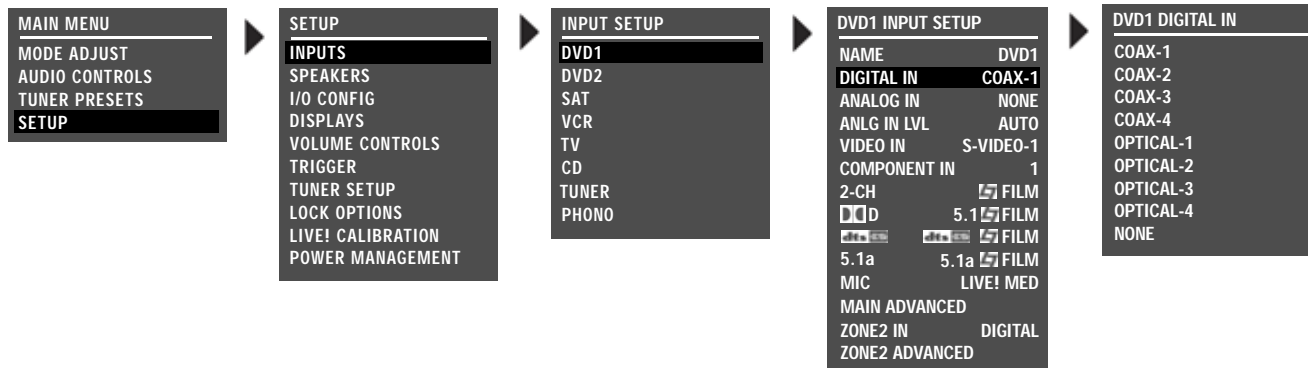 MAIN MENU
MODE ADJUST
AUDIO CONTROLS
TUNER PRESETS
SETUP
SETUP
INPUTS
SPEAKERS
I/O CONFIG
DISPLAYS
VOLUME CONTROLS
TRIGGER
TUNER SETUP
LOCK OPTIONS
LIVE! CALIBRATION
POWER MANAGEMENT
INPUT SETUP
DVD1
DVD2
SAT
VCR
TV
CD
TUNER
PHONO
DVD1 INPUT SETUP
NAME DVD1
DIGITAL IN COAX-1
ANALOG IN NONE
ANLG IN LVL AUTO
VIDEO IN S-VIDEO-1
COMPONENT IN 1
2-CH FILM
D 5.1 FILM
dts dts FILM
5.1a 5.1a FILM
MIC LIVE! MED
MAIN ADVANCED
ZONE2 IN DIGITAL
ZONE2 ADVANCED
DVD1 DIGITAL IN
COAX-1
COAX-2
COAX-3
COAX-4
OPTICAL-1
OPTICAL-2
OPTICAL-3
OPTICAL-4
NONE